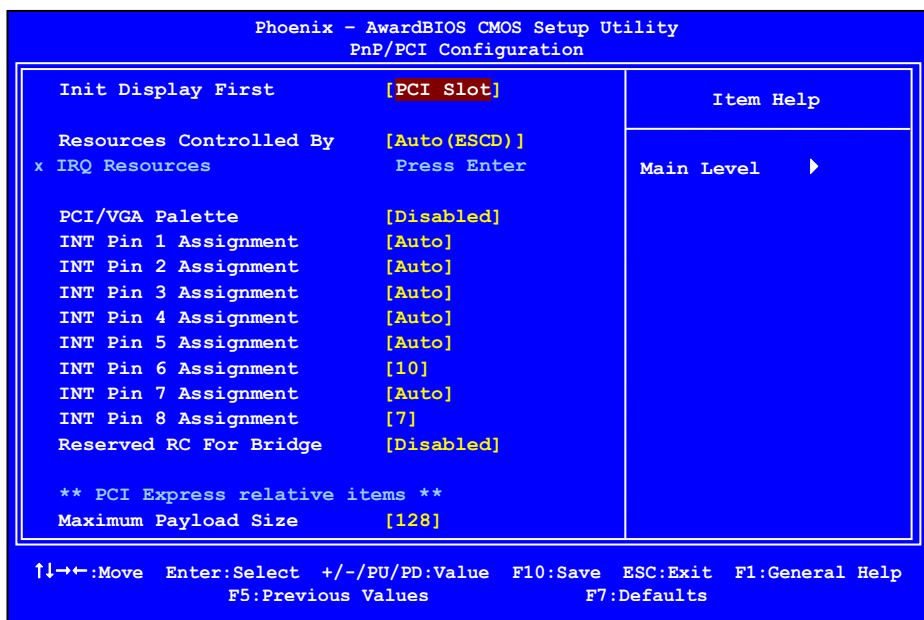 Phoenix – AwardBIOS CMOS Setup Utility
PnP/PCI Configuration
Init Display First [PCI Slot]
Item Help
Resources Controlled By [Auto(ESCD)]
x IRQ Resources Press Enter
Main Level
PCI/VGA Palette [Disabled]
INT Pin 1 Assignment [Auto]
INT Pin 2 Assignment [Auto]
INT Pin 3 Assignment [Auto]
INT Pin 4 Assignment [Auto]
INT Pin 5 Assignment [Auto]
INT Pin 6 Assignment [10]
INT Pin 7 Assignment [Auto]
INT Pin 8 Assignment [7]
Reserved RC For Bridge [Disabled]
** PCI Express relative items **
Maximum Payload Size [128]
↑↓→←:Move Enter:Select +/-/PU/PD:Value F10:Save ESC:Exit F1:General Help
F5:Previous Values F7:Defaults